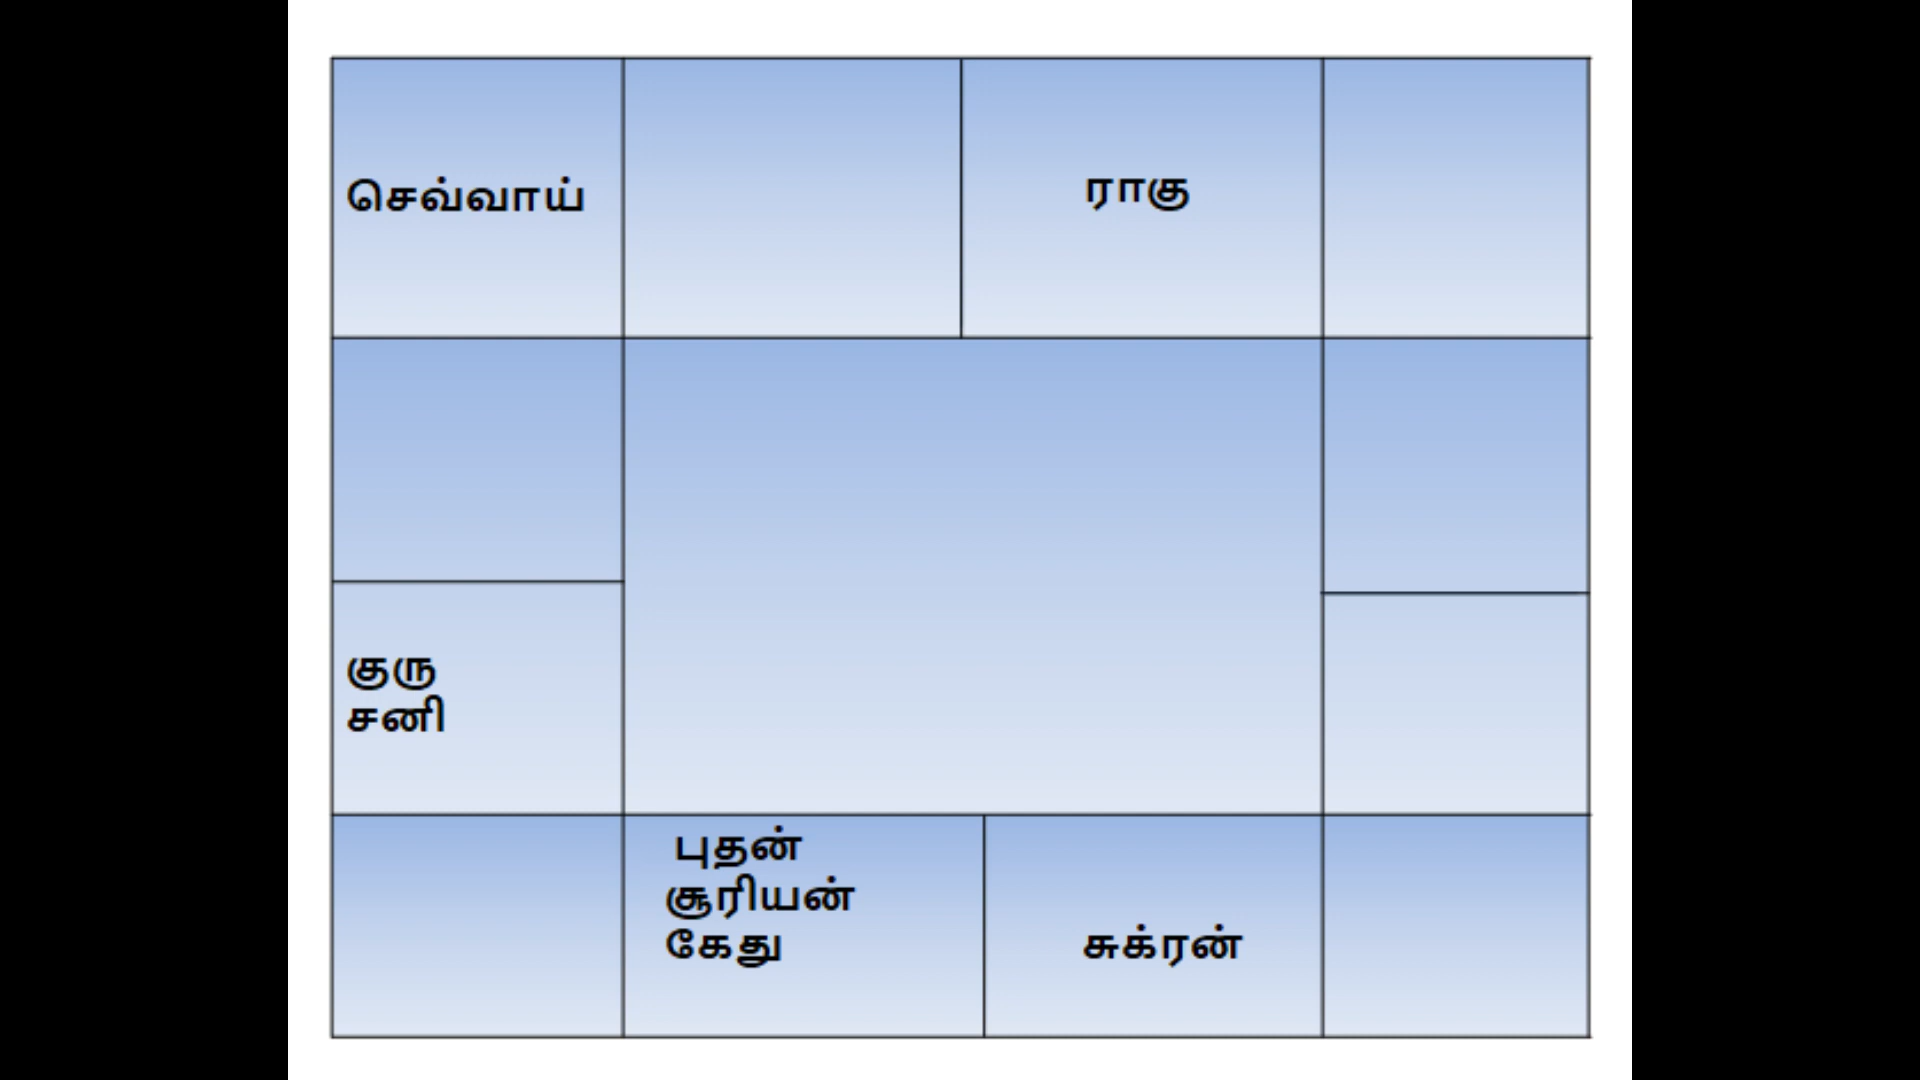 செவ்வாய்
ராகு
குரு
சனி
புதன்
சூரியன்
கேது
சுக்ரன்